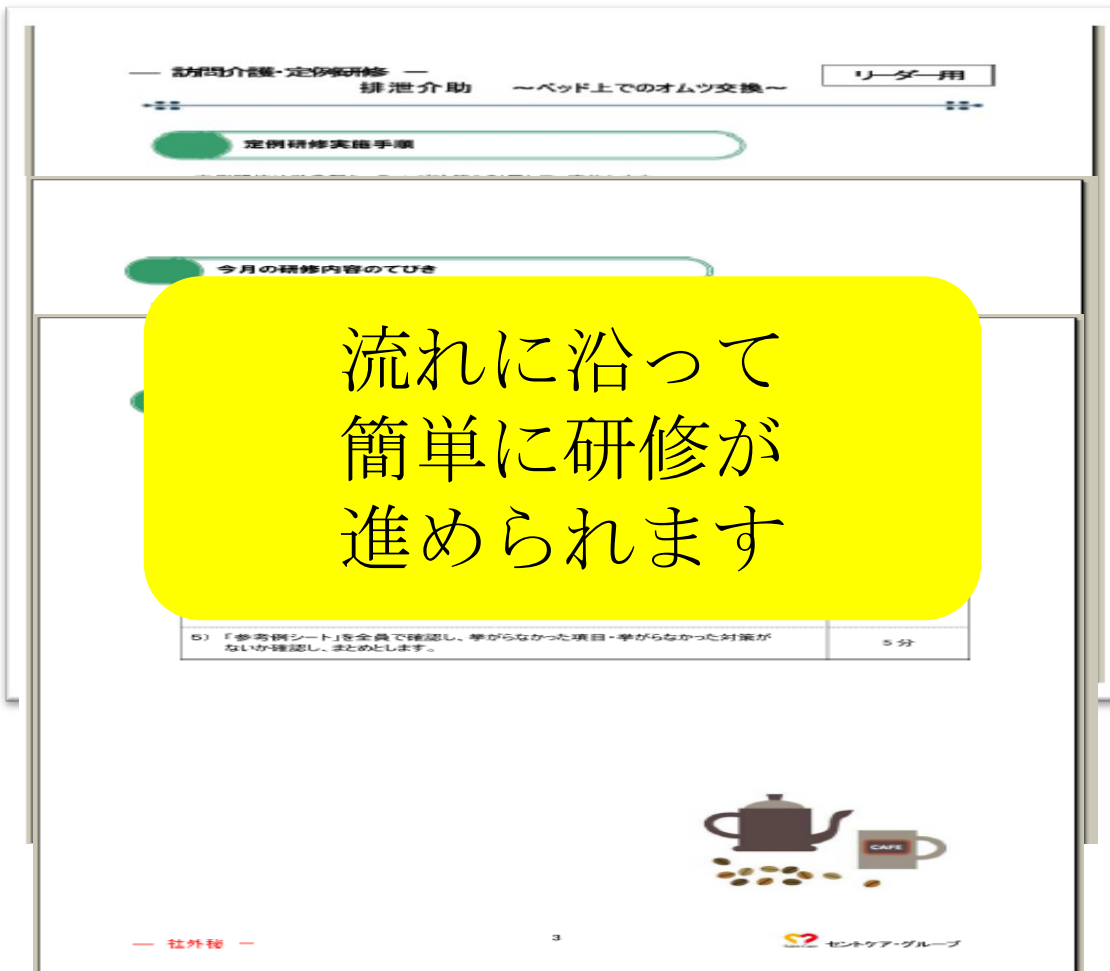 — 訪問介護・定例研修 —
リーダー用
排泄介助 ～ベッド上でのオムツ交換～
定例研修実施手順
今月の研修内容のてびき
流れに沿って
簡単に研修が
進められます
5） 「参考例シート」を全員で確認し、挙がらなかった項目・挙がらなかった対策が
ないか確認し、まとめとします。
5分
CAFE
— 社外秘 —
3
セントケア・グループ